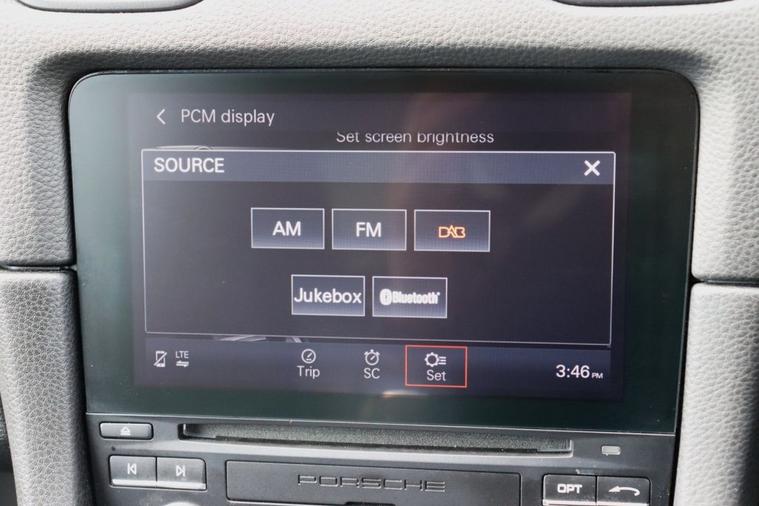 PCM display
Set screen brightness
SOURCE
AM FM DAB
Jukebox Bluetooth
LTE
Trip SC Set 3:46 PM
PORSCHE
OPT